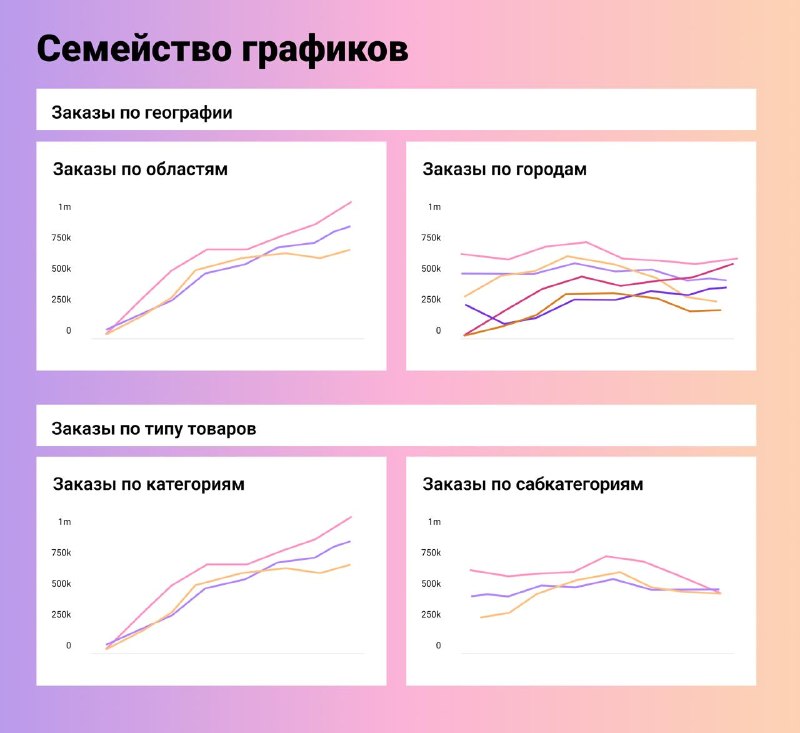 Семейство графиков
Заказы по географии
Заказы по областям
1m
750k
500k
250k
0
Заказы по городам
1m
750k
500k
250k
0
Заказы по типу товаров
Заказы по категориям
1m
750k
500k
250k
0
Заказы по сабкатегориям
1m
750k
500k
250k
0